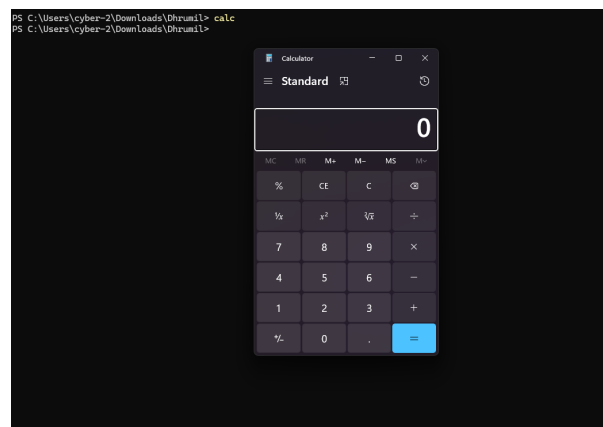 PS C:\Users\cyber-2\Downloads\Dhrumil> calc
PS C:\Users\cyber-2\Downloads\Dhrumil>
Calculator
Standard
0
MC MR M+ M− MS M˅
% CE C
¹/x x² ²√x ÷
7 8 9 ×
4 5 6 −
1 2 3 +
+/− 0 . =